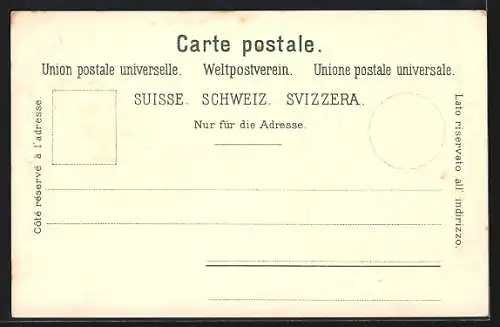 Carte postale.
Union postale universelle. Weltpostverein. Unione postale universale.
SUISSE. SCHWEIZ. SVIZZERA.
Nur für die Adresse.
Côté réservé à l'adresse.
Lato riservato all' indirizzo.